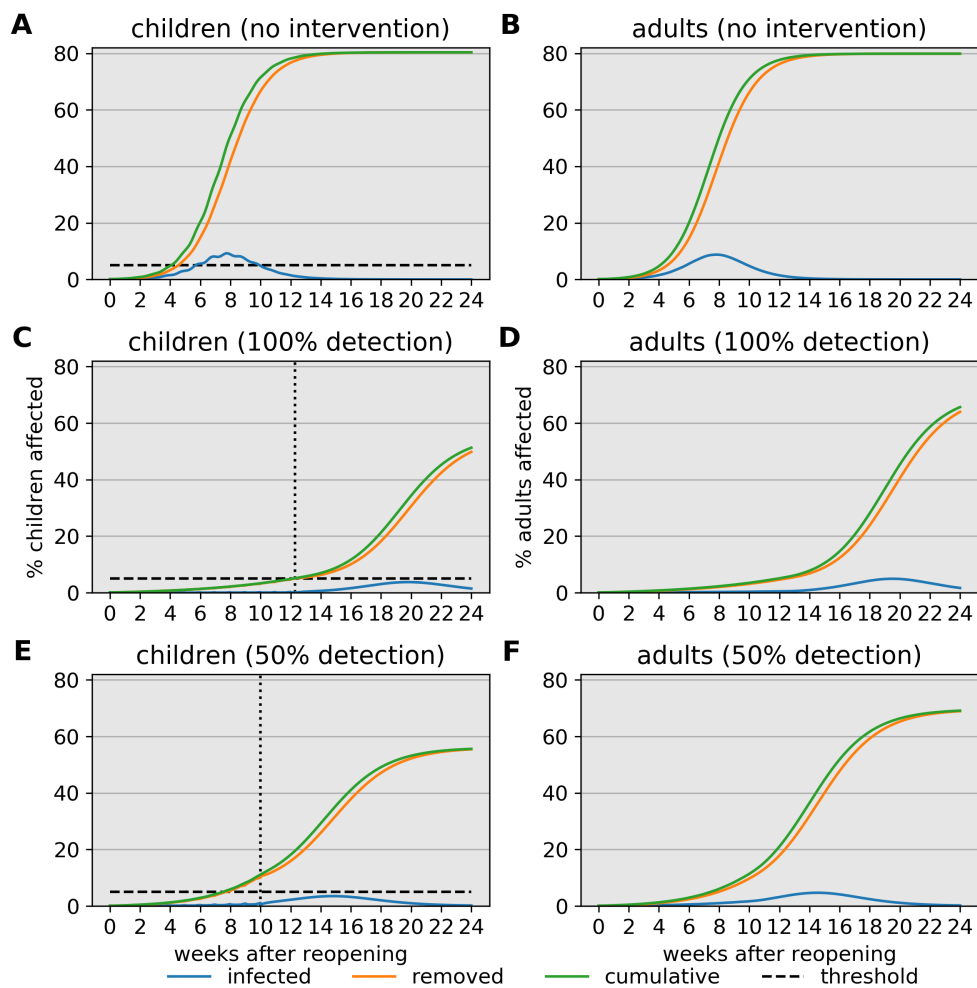 A children (no intervention) B adults (no intervention)
80
60
40
20
0
0 2 4 6 8 10 12 14 16 18 20 22 24
80
60
40
20
0
0 2 4 6 8 10 12 14 16 18 20 22 24
C children (100% detection) D adults (100% detection)
% children affected
80
60
40
20
0
0 2 4 6 8 10 12 14 16 18 20 22 24
% adults affected
80
60
40
20
0
0 2 4 6 8 10 12 14 16 18 20 22 24
E children (50% detection) F adults (50% detection)
80
60
40
20
0
0 2 4 6 8 10 12 14 16 18 20 22 24
weeks after reopening
80
60
40
20
0
0 2 4 6 8 10 12 14 16 18 20 22 24
weeks after reopening
infected removed cumulative threshold